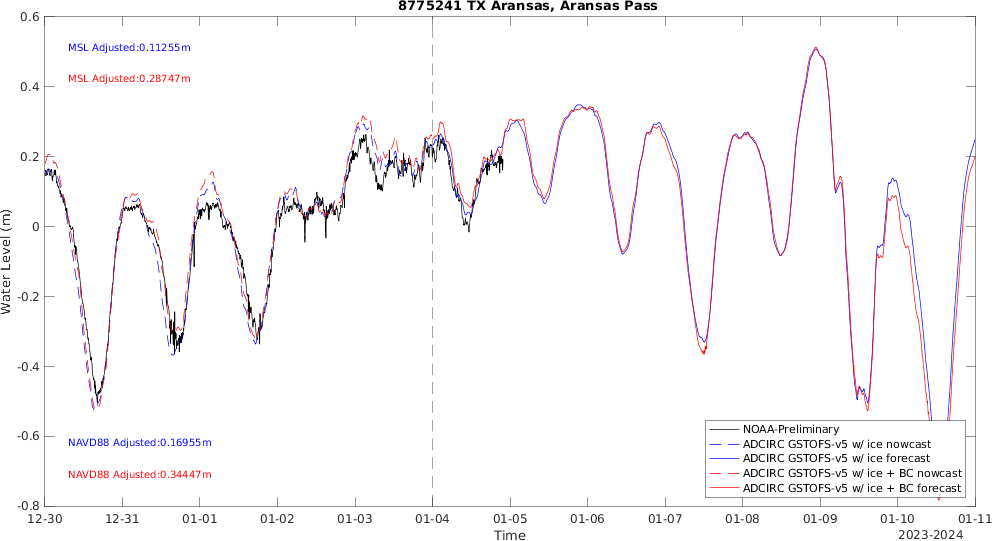 8775241 TX Aransas, Aransas Pass
0.6
MSL Adjusted:0.11255m
MSL Adjusted:0.28747m
0.4
0.2
0
Water Level (m)
-0.2
-0.4
-0.6
-0.8
NAVD88 Adjusted:0.16955m
NAVD88 Adjusted:0.34447m
NOAA-Preliminary
ADCIRC GSTOFS-v5 w/ ice nowcast
ADCIRC GSTOFS-v5 w/ ice forecast
ADCIRC GSTOFS-v5 w/ ice + BC nowcast
ADCIRC GSTOFS-v5 w/ ice + BC forecast
12-30 12-31 01-01 01-02 01-03 01-04 01-05 01-06 01-07 01-08 01-09 01-10 01-11
Time
2023-2024